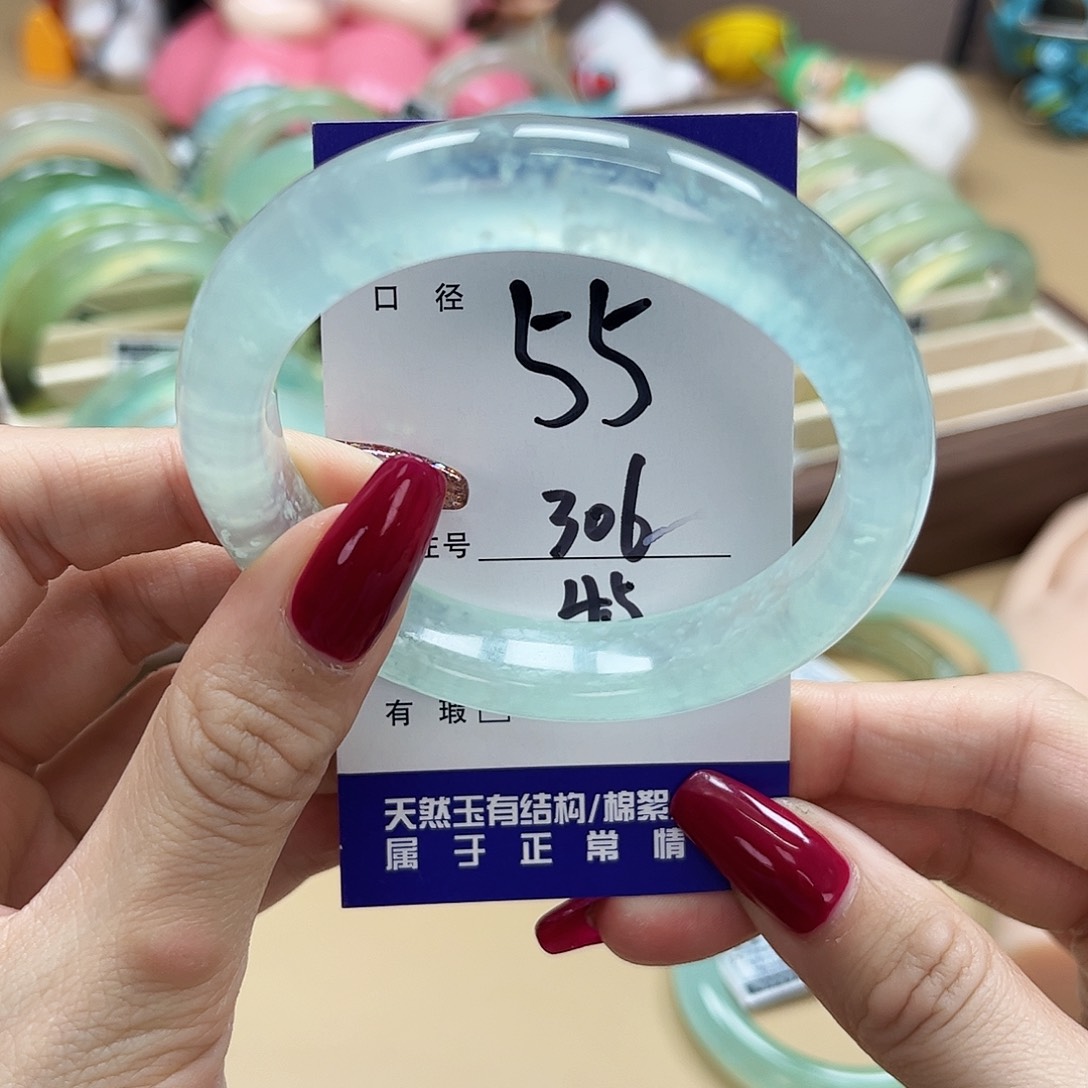 口 径 55
号 306
45
有 瑕
天然玉有结构/棉絮
属 于 正 常 情